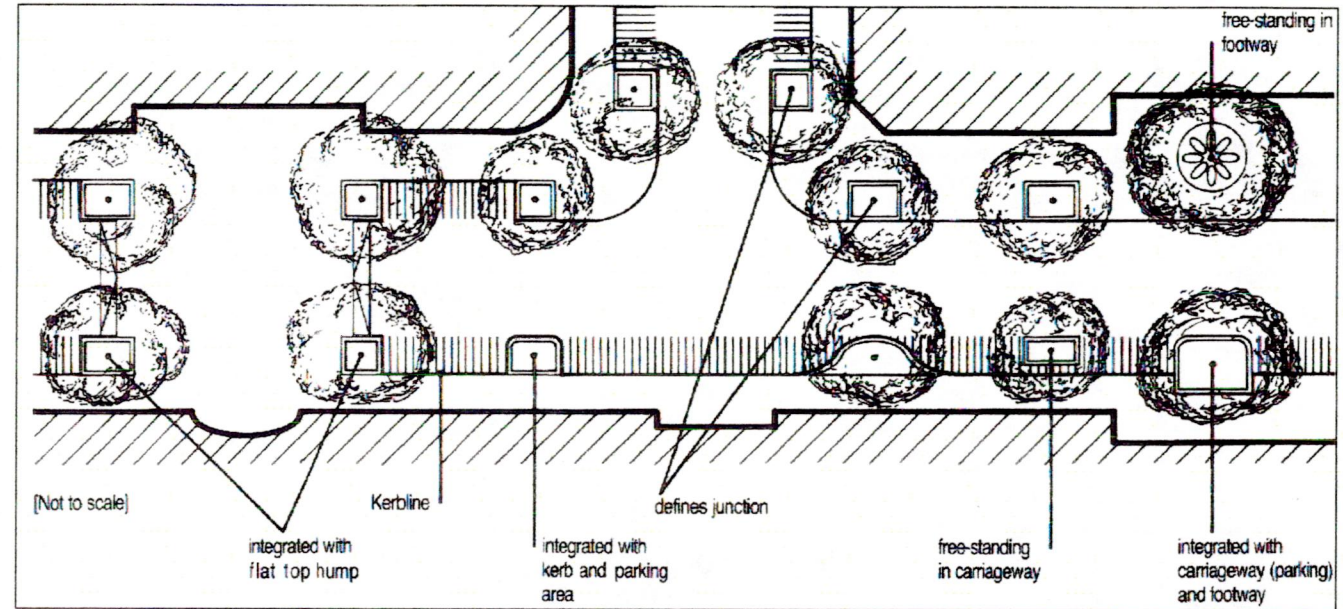 free-standing in
footway
[Not to scale]
Kerbline
defines junction
integrated with
flat top hump
integrated with
kerb and parking
area
free-standing
in carriageway
integrated with
carriageway (parking)
and footway